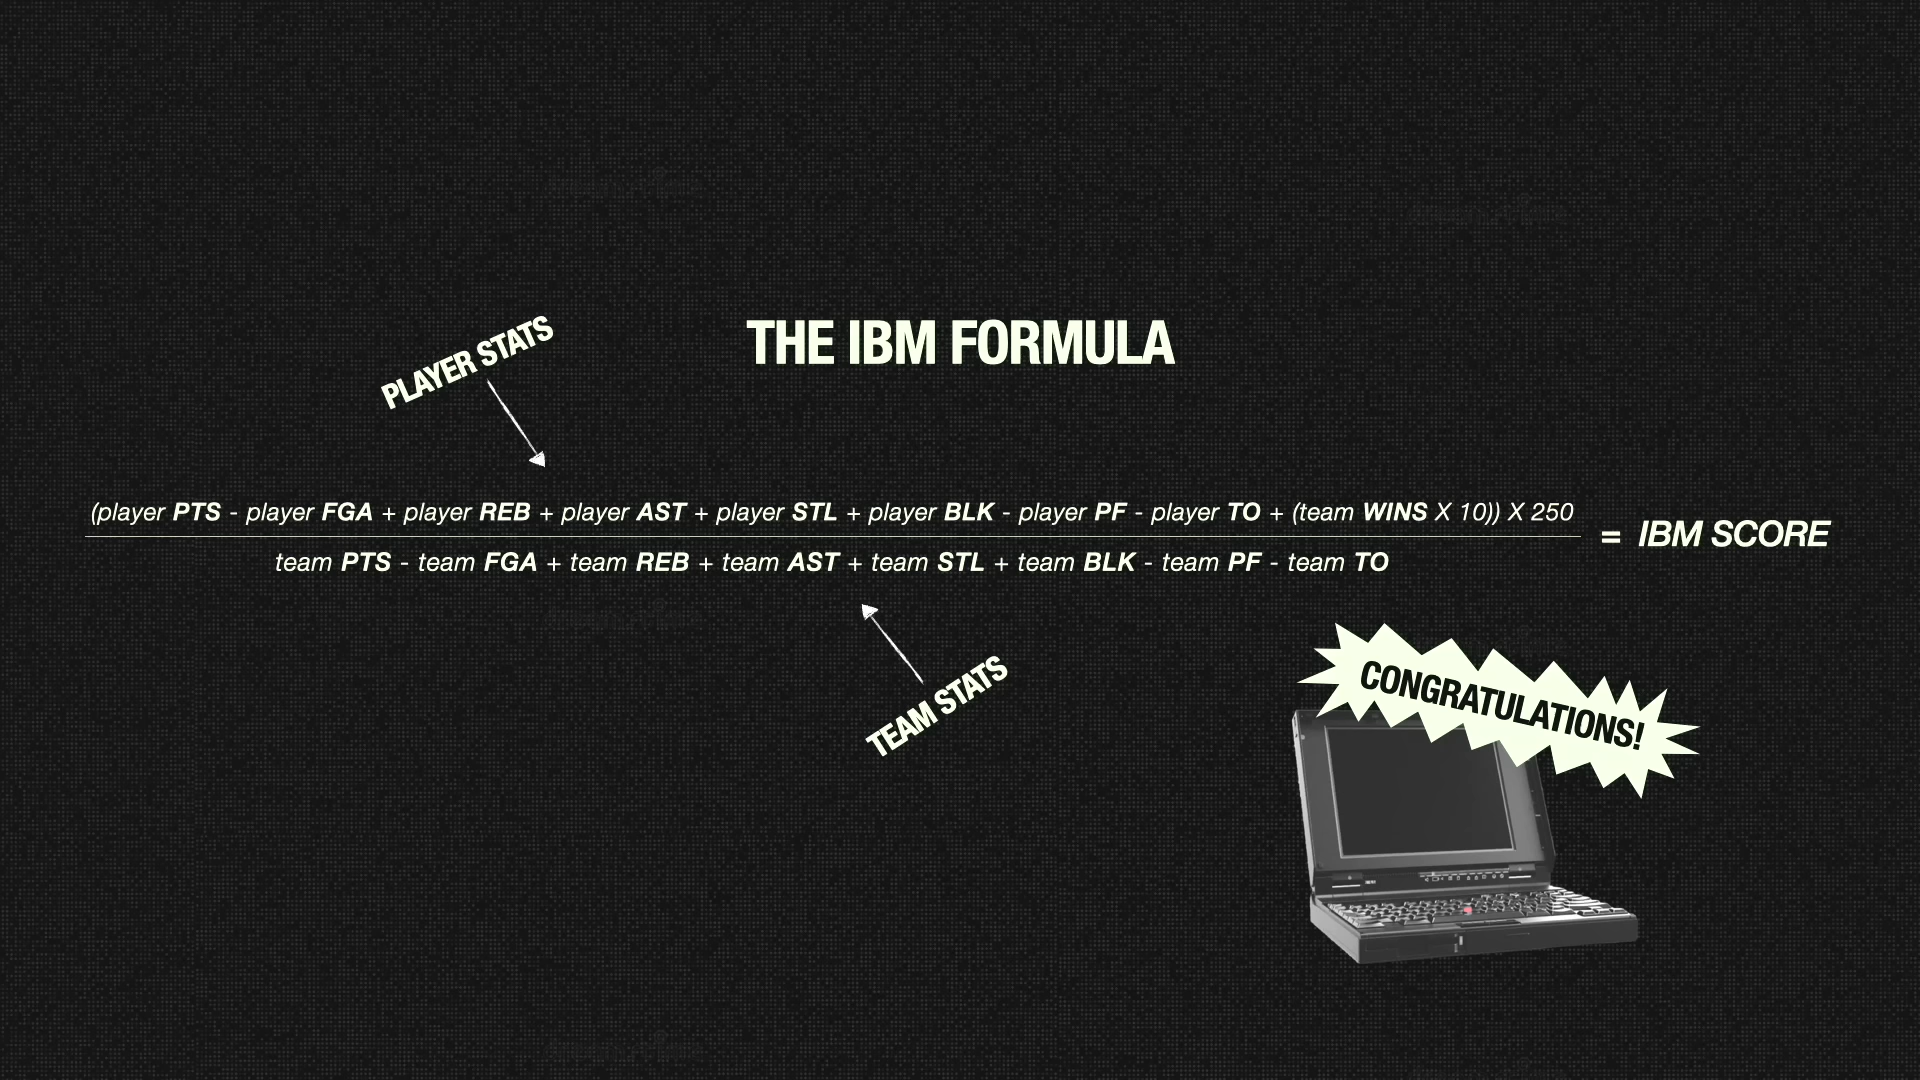 THE IBM FORMULA
PLAYER STATS
(player PTS - player FGA + player REB + player AST + player STL + player BLK - player PF - player TO + (team WINS X 10)) X 250
team PTS - team FGA + team REB + team AST + team STL + team BLK - team PF - team TO
= IBM SCORE
TEAM STATS
CONGRATULATIONS!